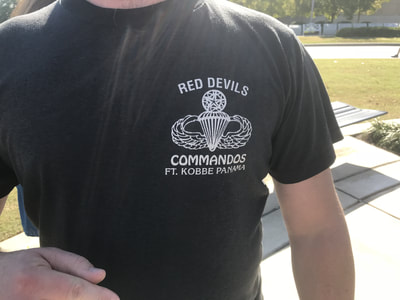 RED DEVILS
COMMANDOS
FT. KOBBE PANAMA